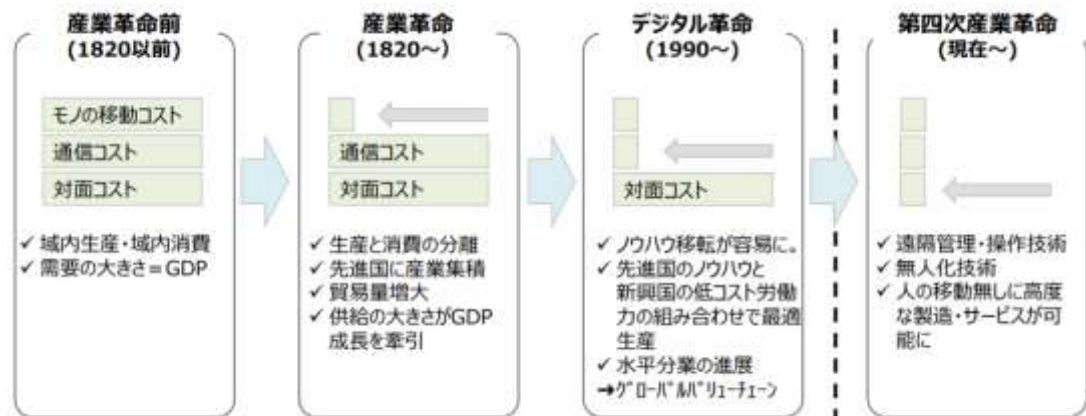 産業革命前
(1820以前)
モノの移動コスト
通信コスト
対面コスト
✓ 域内生産・域内消費
✓ 需要の大きさ＝GDP
産業革命
(1820～)
通信コスト
対面コスト
✓ 生産と消費の分離
✓ 先進国に産業集積
✓ 貿易量増大
✓ 供給の大きさがGDP
成長を牽引
デジタル革命
(1990～)
対面コスト
✓ ノウハウ移転が容易に。
✓ 先進国のノウハウと
新興国の低コスト労働
力の組み合わせで最適
生産
✓ 水平分業の進展
→ｸﾞﾛｰﾊﾞﾙﾊﾞﾘｭｰﾁｪｰﾝ
第四次産業革命
(現在～)
✓ 遠隔管理・操作技術
✓ 無人化技術
✓ 人の移動無しに高度
な製造・サービスが可
能に